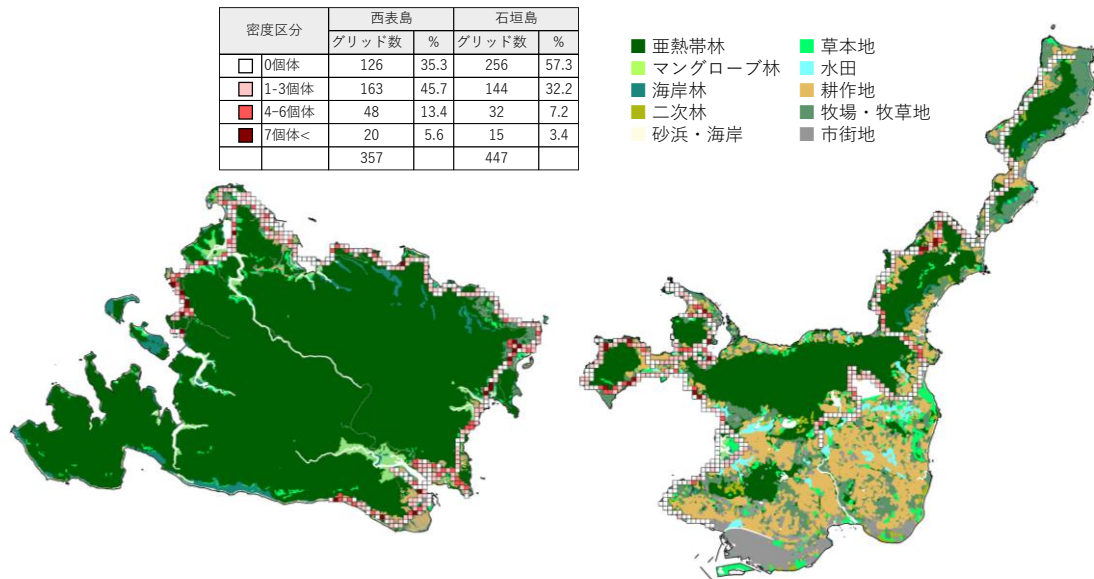 密度区分 西表島 石垣島
グリッド数 % グリッド数 %
0個体 126 35.3 256 57.3
1-3個体 163 45.7 144 32.2
4-6個体 48 13.4 32 7.2
7個体< 20 5.6 15 3.4
357 447
亜熱帯林
マングローブ林
海岸林
二次林
砂浜・海岸
草本地
水田
耕作地
牧場・牧草地
市街地